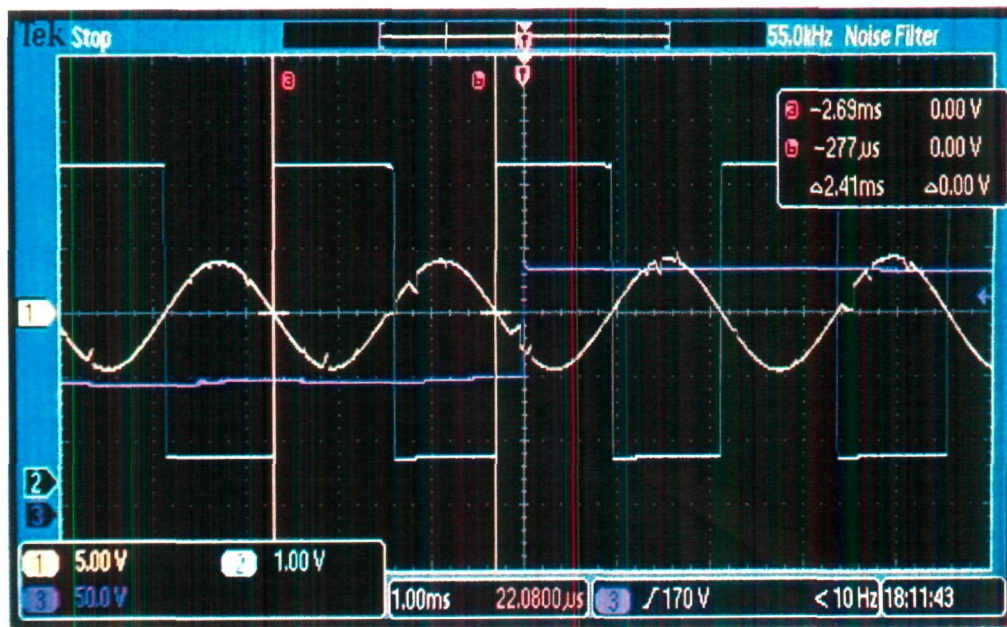 Tek Stop
T
55.0kHz Noise Filter
T
a
b
a -2.69ms 0.00 V
b -277µs 0.00 V
△2.41ms △0.00 V
1
2
3
1 5.00 V 2 1.00 V
3 50.0 V
1.00ms 22.0800µs 3 ∫170 V <10 Hz 18:11:43